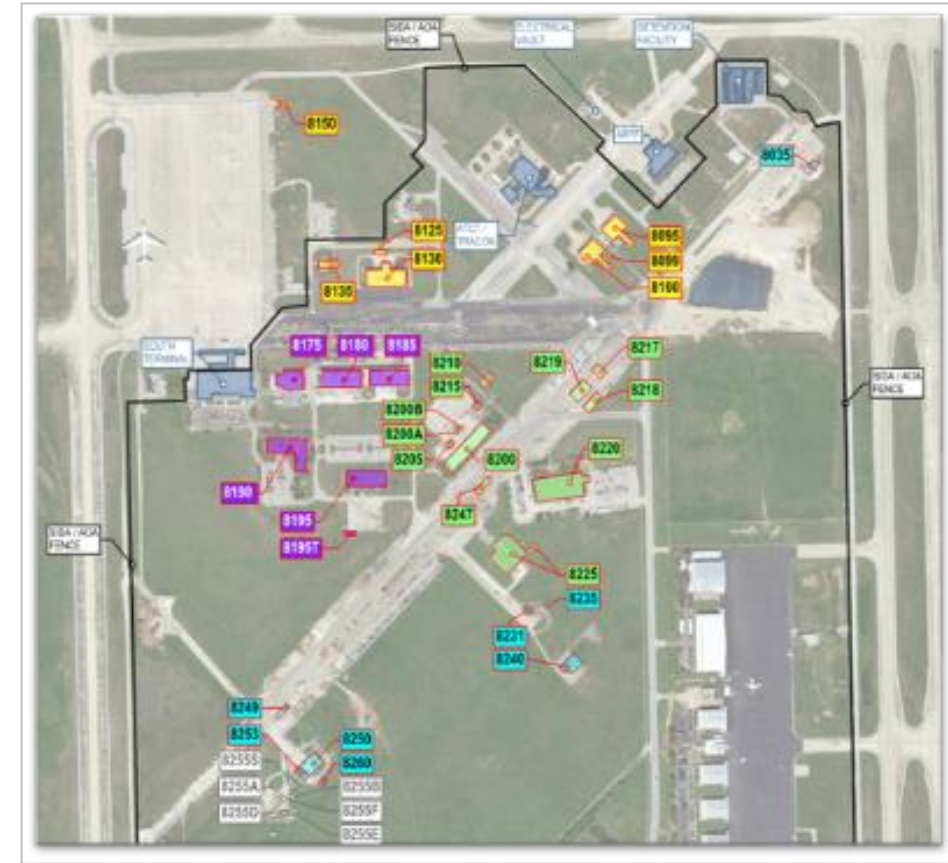 SIDA / AOA
FENCE
ELECTRICAL
VAULT
DETENTION
FACILITY
8150
ARFF
8035
8125
ATCT /
TRACON
8130
8135
8095
8099
8100
SOUTH
TERMINAL
8175
8180
8185
8210
8215
8219
8217
8218
SIDA / AOA
FENCE
8200B
8200A
8205
8200
8220
8190
8195
8247
8195T
SIDA / AOA
FENCE
8225
8235
8231
8240
8249
8253
8250
8260
8255S
8255A
8255B
8255D
8255F
8255E